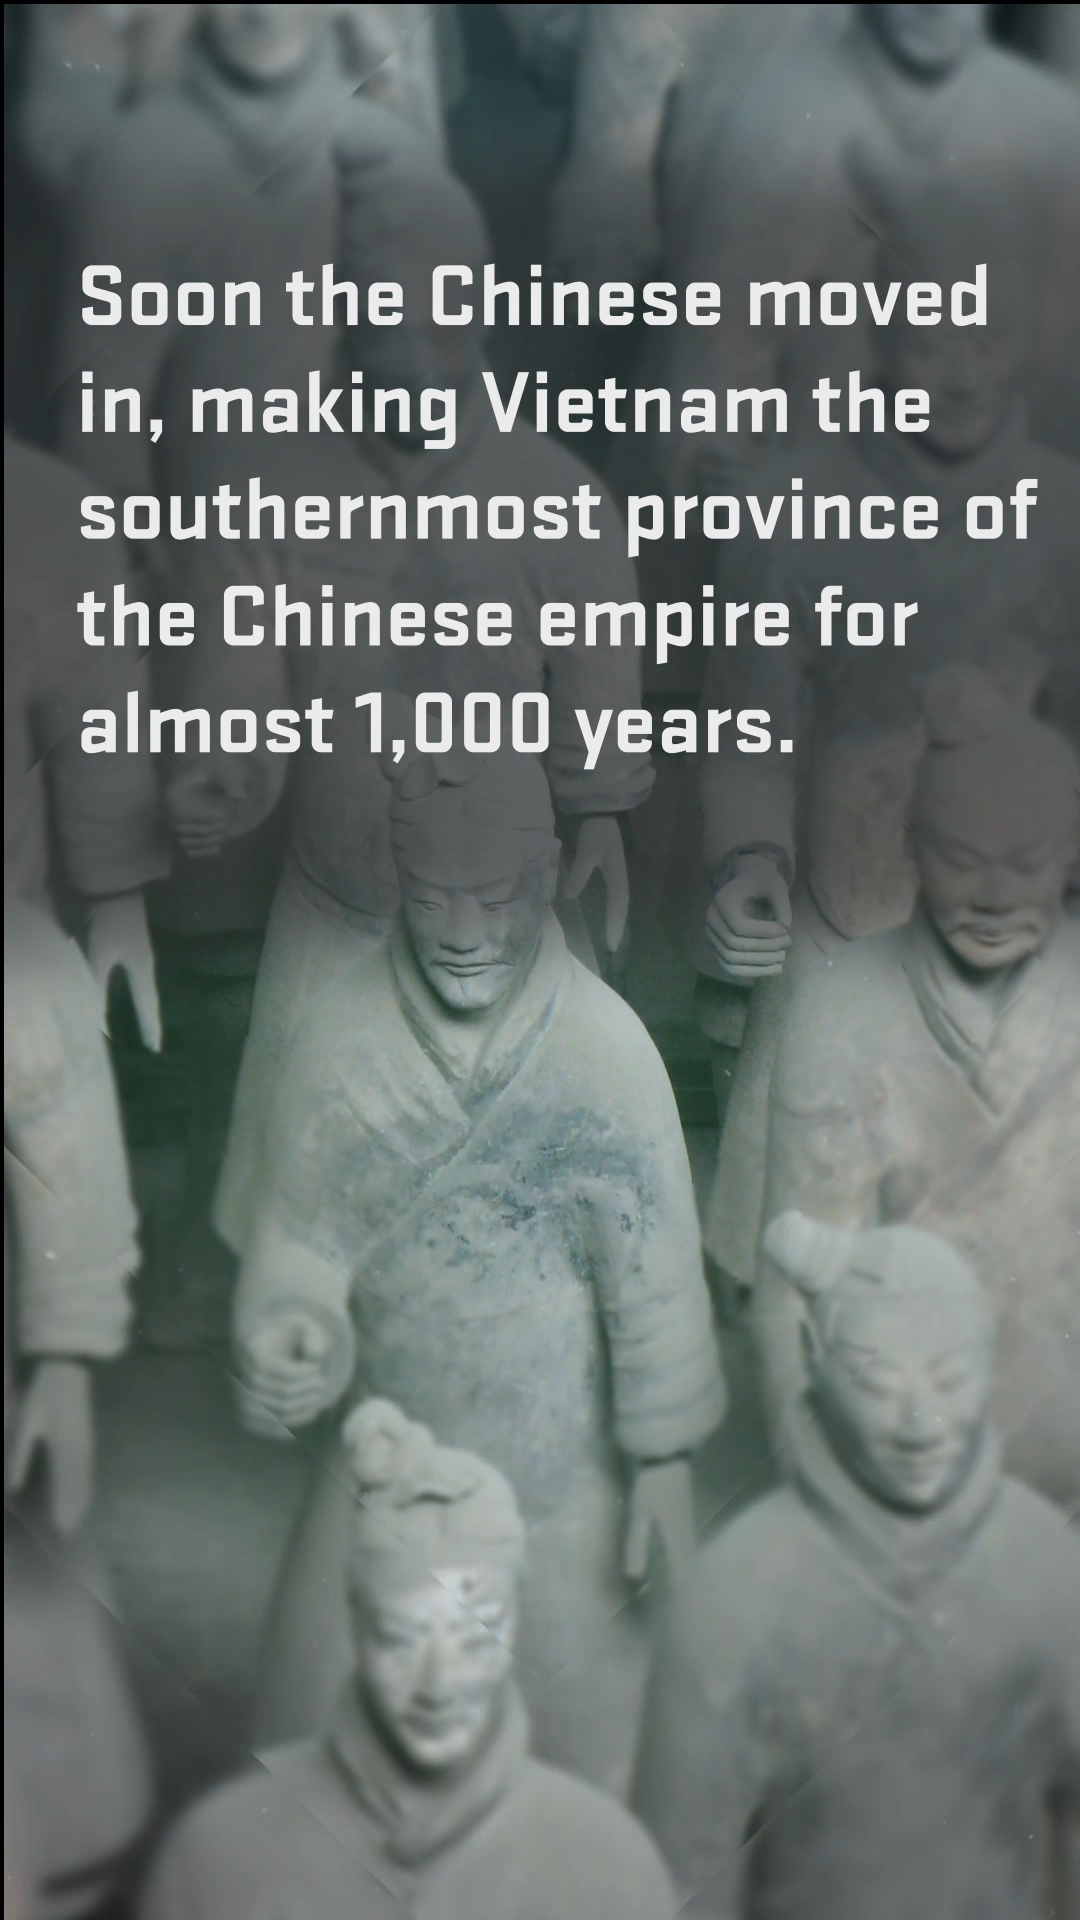 Soon the Chinese moved
in, making Vietnam the
southernmost province of
the Chinese empire for
almost 1,000 years.